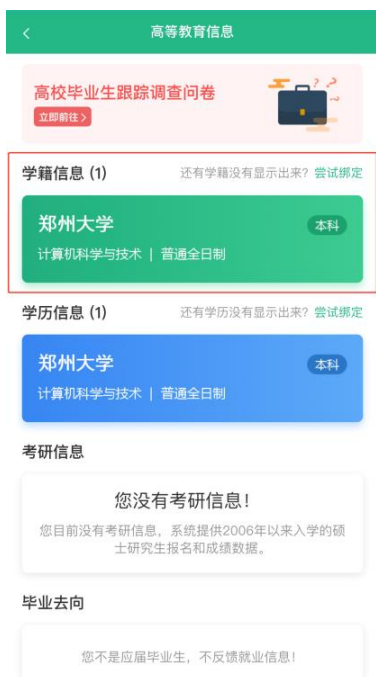 高等教育信息
高校毕业生跟踪调查问卷
立即前往>
学籍信息 (1) 还有学籍没有显示出来? 尝试绑定
郑州大学 本科
计算机科学与技术 | 普通全日制
学历信息 (1) 还有学历没有显示出来? 尝试绑定
郑州大学 本科
计算机科学与技术 | 普通全日制
考研信息
您没有考研信息!
您目前没有考研信息，系统提供2006年以来入学的硕
士研究生报名和成绩数据。
毕业去向
您不是应届毕业生，不反馈就业信息!